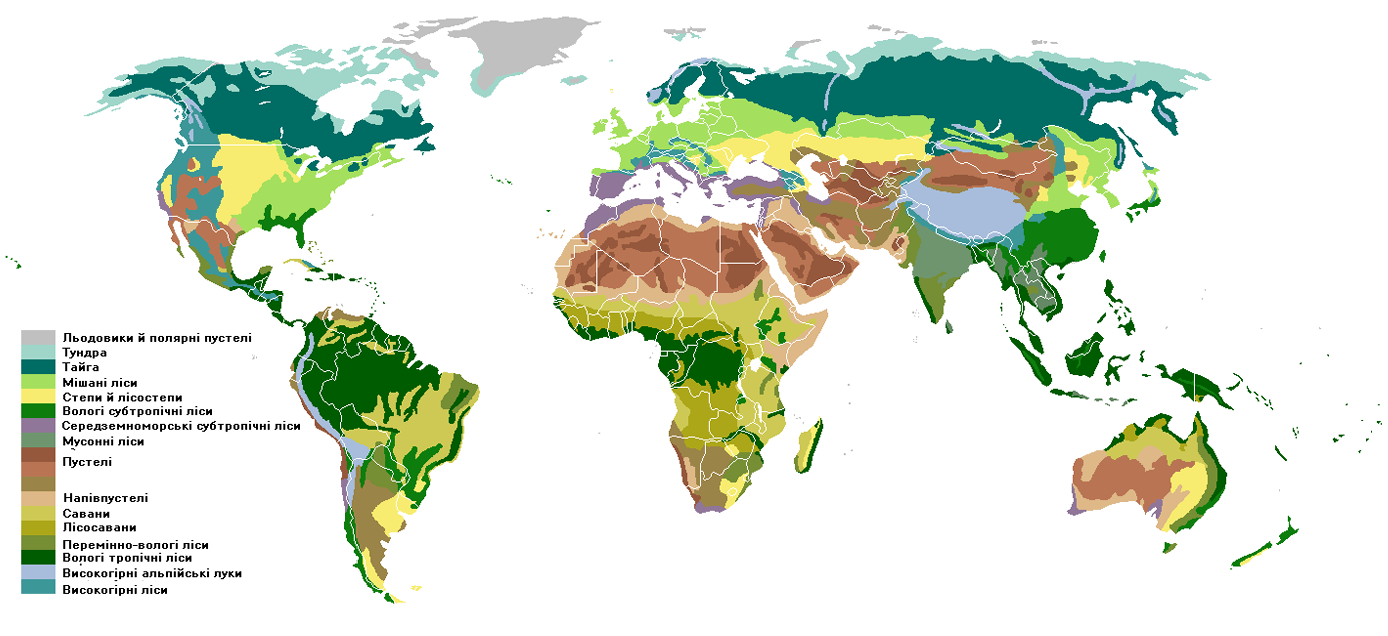 Льодовики й полярні пустелі
Тундра
Тайга
Мішані ліси
Степи й лісостепи
Вологі субтропічні ліси
Середземноморські субтропічні ліси
Мусонні ліси
Пустелі
Напівпустелі
Савани
Лісосавани
Перемінно-вологі ліси
Вологі тропічні ліси
Високогірні альпійські луки
Високогірні ліси